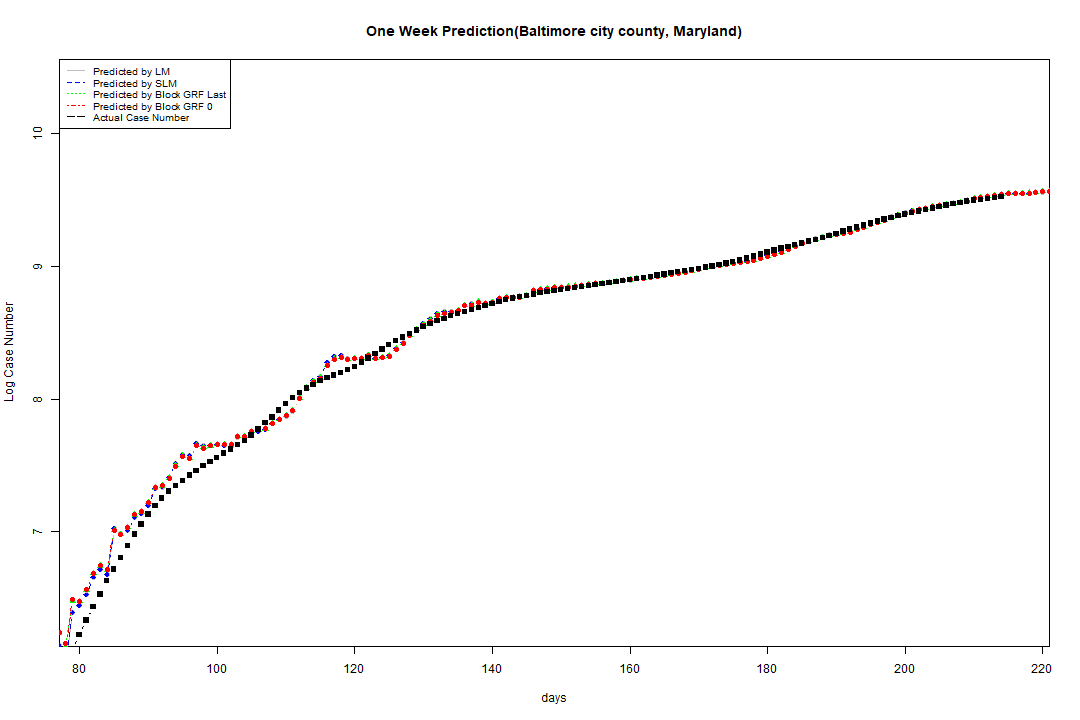 One Week Prediction(Baltimore city county, Maryland)
Predicted by LM
Predicted by SLM
Predicted by Block GRF Last
Predicted by Block GRF 0
Actual Case Number
10
9
8
7
Log Case Number
80 100 120 140 160 180 200 220
days